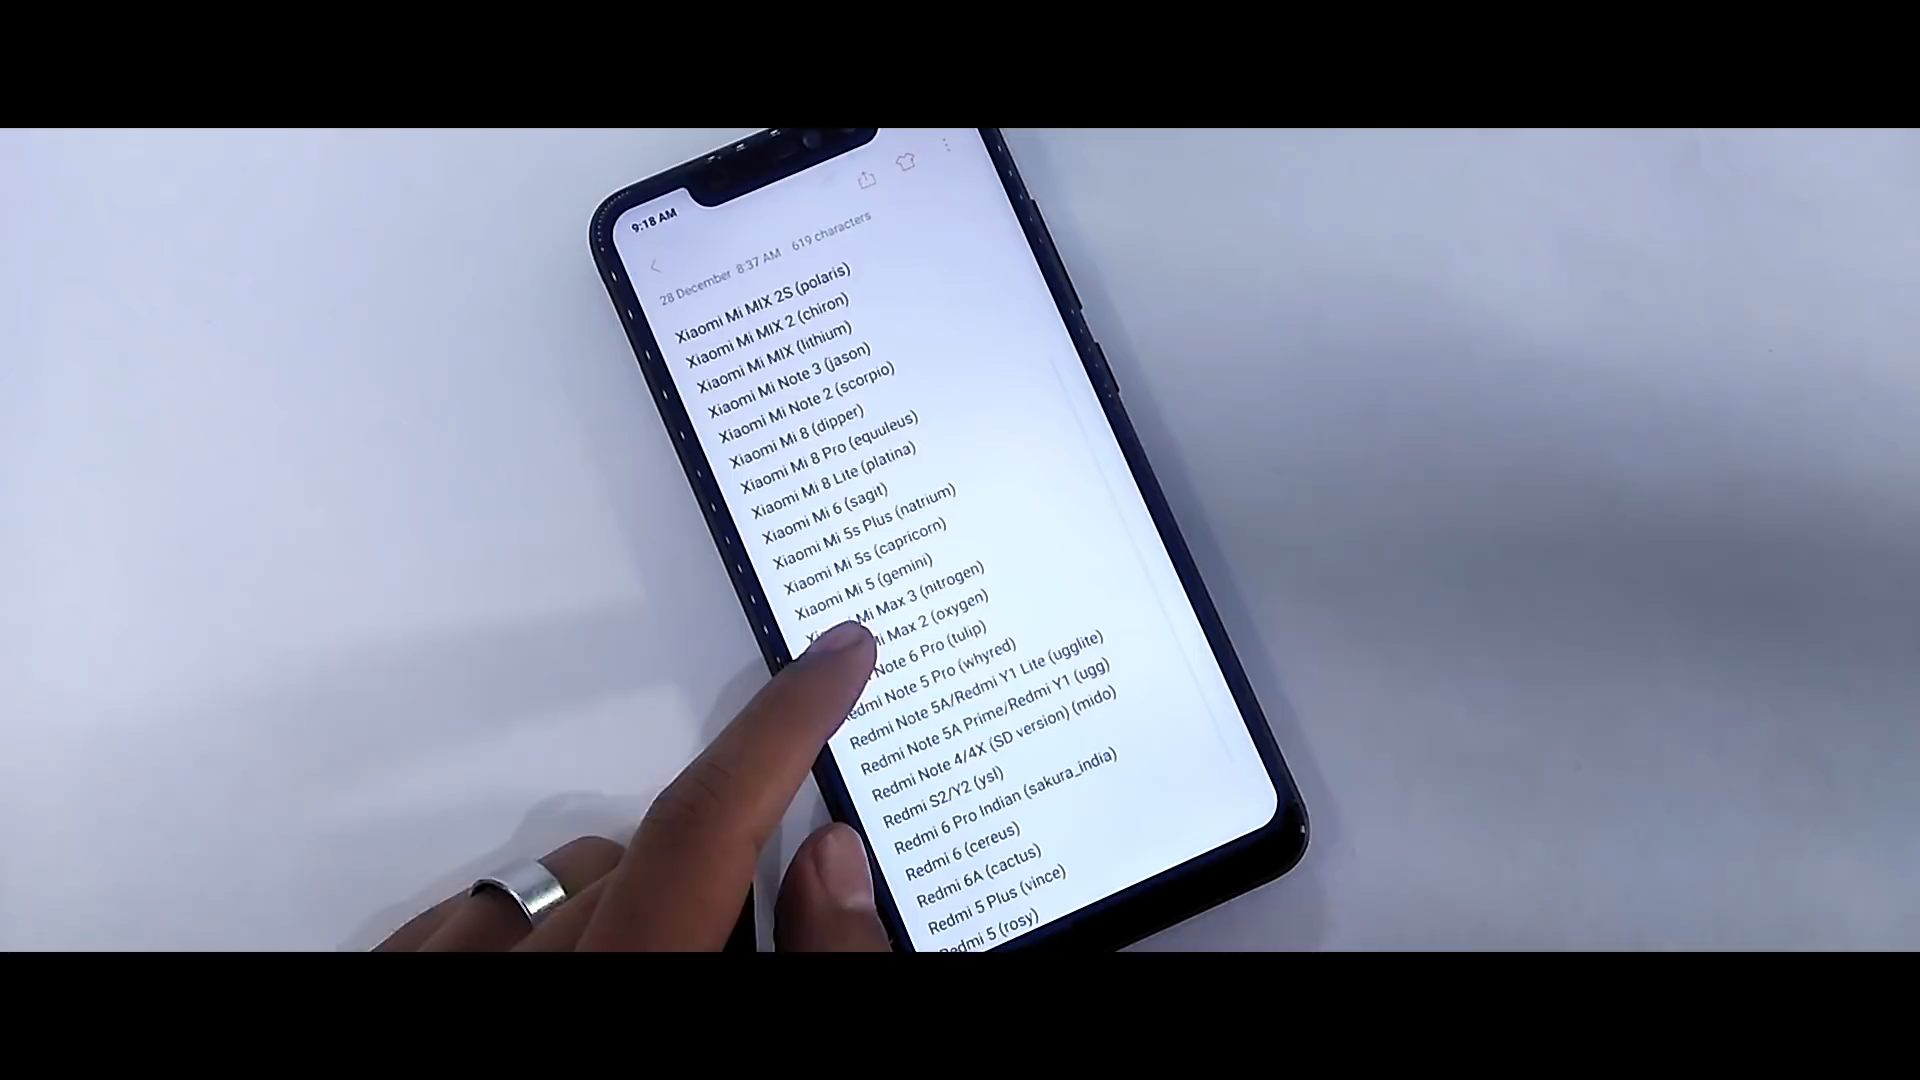 9:18 AM
28 December 8:37 AM 619 characters
Xiaomi Mi MIX 2S (polaris)
Xiaomi Mi MIX 2 (chiron)
Xiaomi Mi MIX (lithium)
Xiaomi Mi Note 3 (jason)
Xiaomi Mi Note 2 (scorpio)
Xiaomi Mi 8 (dipper)
Xiaomi Mi 8 Pro (equuleus)
Xiaomi Mi 8 Lite (platina)
Xiaomi Mi 6 (sagit)
Xiaomi Mi 5s Plus (natrium)
Xiaomi Mi 5s (capricorn)
Xiaomi Mi 5 (gemini)
Mi Max 3 (nitrogen)
Max 2 (oxygen)
Note 6 Pro (tulip)
Redmi Note 5 Pro (whyred)
Redmi Note 5A/Redmi Y1 Lite (ugglite)
Redmi Note 5A Prime/Redmi Y1 (ugg)
Redmi Note 4/4X (SD version) (mido)
Redmi S2/Y2 (ysl)
Redmi 6 Pro Indian (sakura_india)
Redmi 6 (cereus)
Redmi 6A (cactus)
Redmi 5 Plus (vince)
Redmi 5 (rosy)